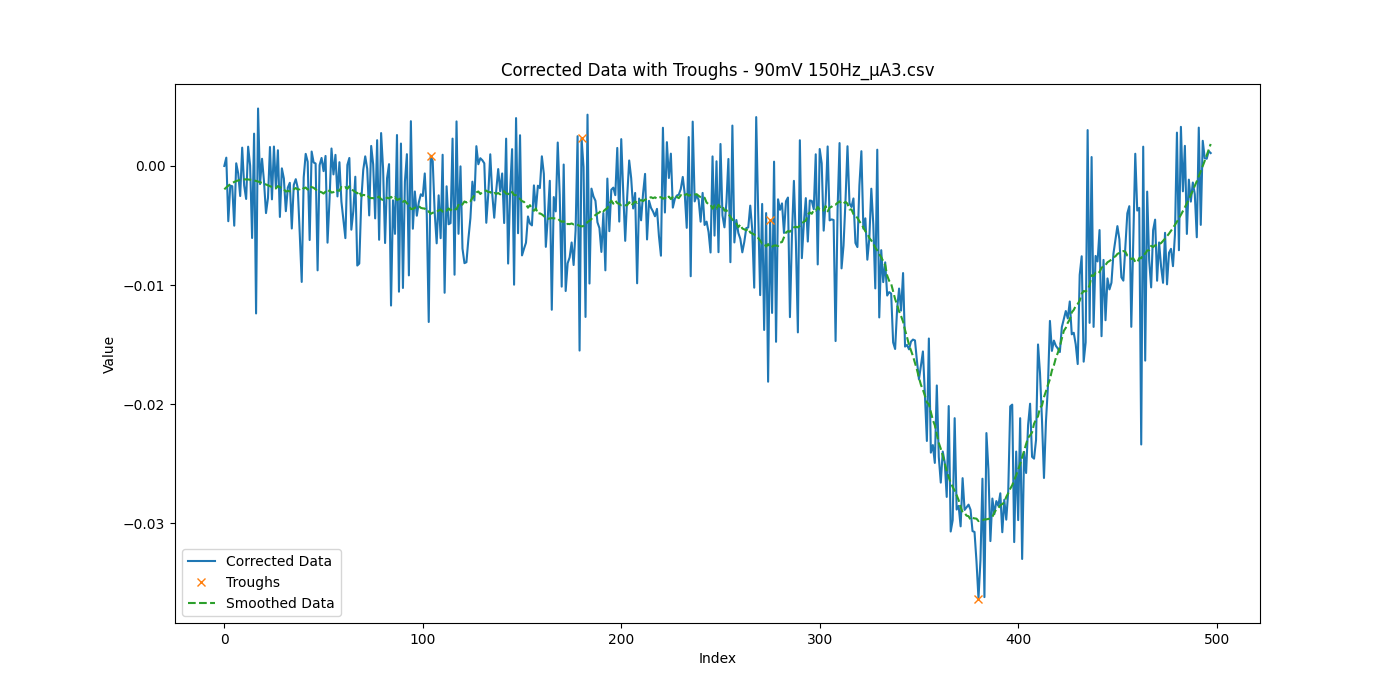 Corrected Data with Troughs - 90mV 150Hz_μA3.csv
Value
0.00
−0.01
−0.02
−0.03
Corrected Data
Troughs
Smoothed Data
0 100 200 300 400 500
Index